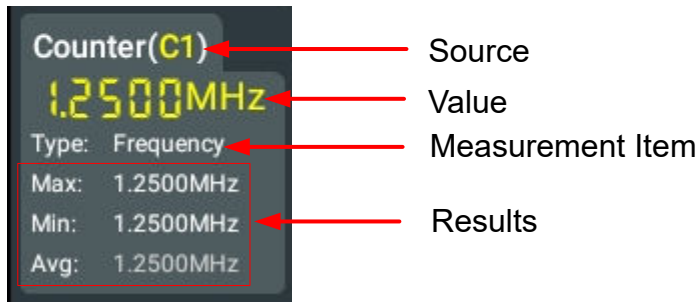 Counter(C1)
Source
1.2500MHz
Value
Type: Frequency
Measurement Item
Max: 1.2500MHz
Min: 1.2500MHz
Results
Avg: 1.2500MHz